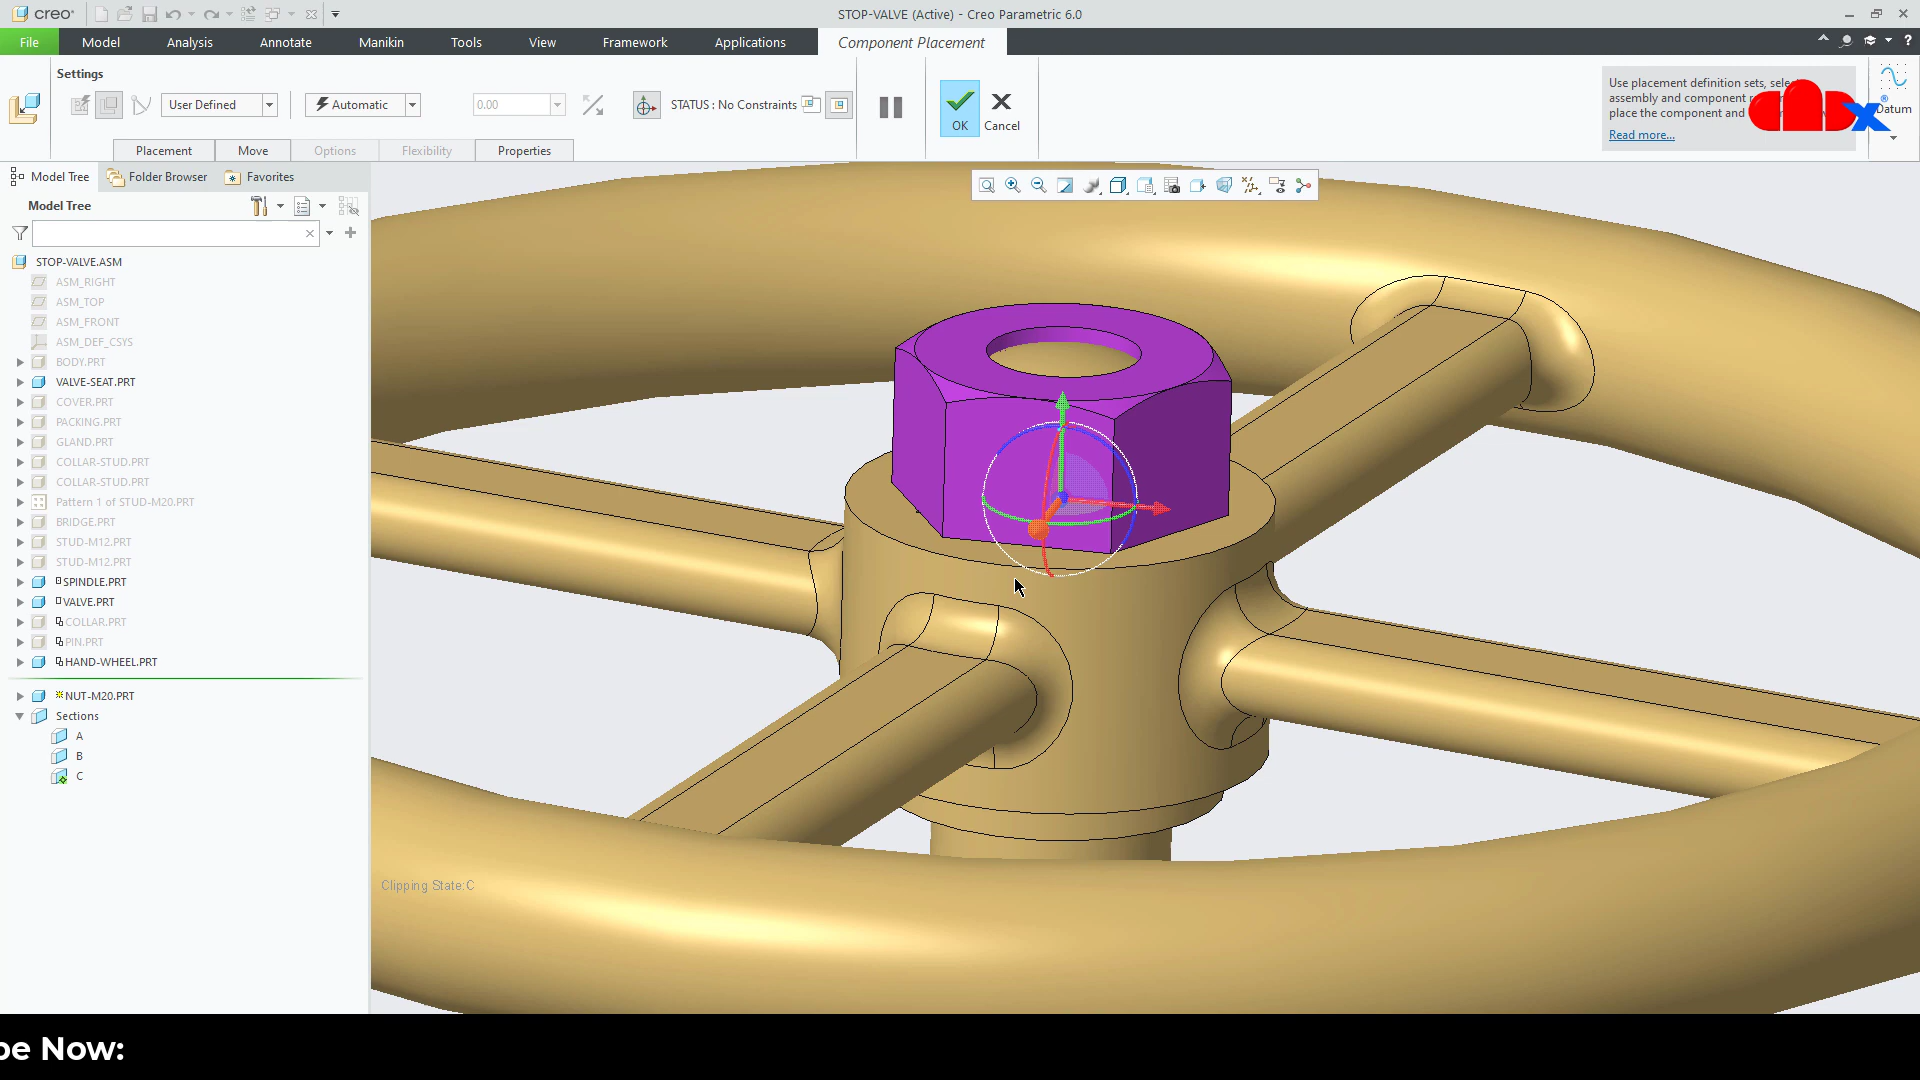 creo®
STOP-VALVE (Active) - Creo Parametric 6.0
File
Model
Analysis
Annotate
Manikin
Tools
View
Framework
Applications
Component Placement
Settings
User Defined
Automatic
0.00
STATUS : No Constraints
OK
Cancel
Use placement definition sets, selec
assembly and component r
place the component and
Read more...
Datum
Placement
Move
Options
Flexibility
Properties
Model Tree
Folder Browser
Favorites
Model Tree
STOP-VALVE.ASM
ASM_RIGHT
ASM_TOP
ASM_FRONT
ASM_DEF_CSYS
BODY.PRT
VALVE-SEAT.PRT
COVER.PRT
PACKING.PRT
GLAND.PRT
COLLAR-STUD.PRT
COLLAR-STUD.PRT
Pattern 1 of STUD-M20.PRT
BRIDGE.PRT
STUD-M12.PRT
STUD-M12.PRT
SPINDLE.PRT
VALVE.PRT
COLLAR.PRT
PIN.PRT
HAND-WHEEL.PRT
NUT-M20.PRT
Sections
A
B
C
Clipping State:C
be Now: